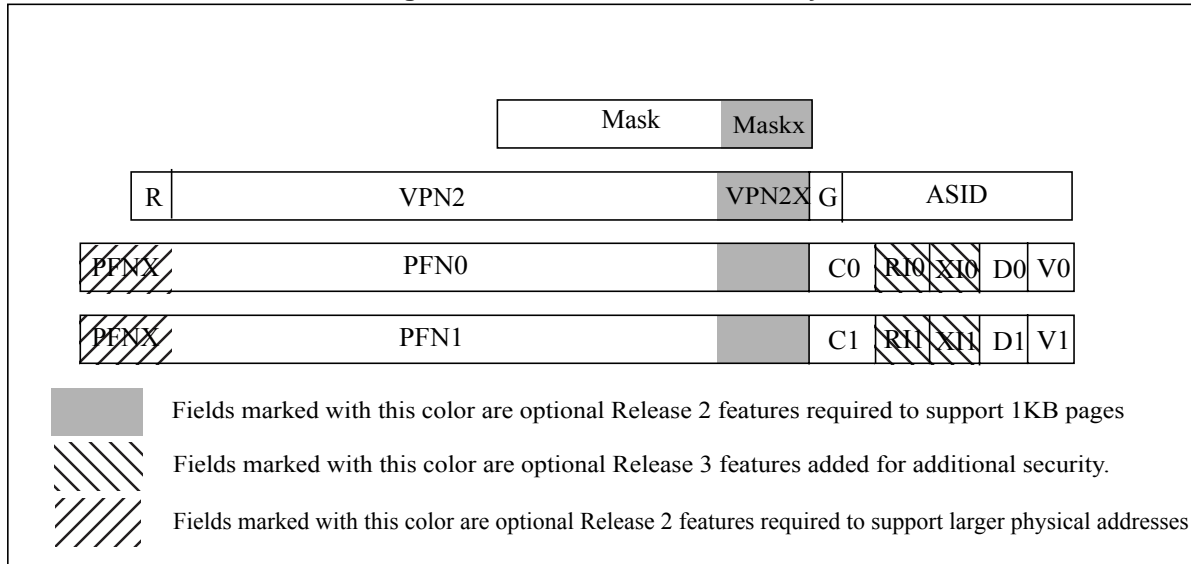 Mask Maskx
R VPN2 VPN2X G ASID
PFNX PFN0 C0 RI0 XI0 D0 V0
PFNX PFN1 C1 RI1 XI1 D1 V1
Fields marked with this color are optional Release 2 features required to support 1KB pages
Fields marked with this color are optional Release 3 features added for additional security.
Fields marked with this color are optional Release 2 features required to support larger physical addresses